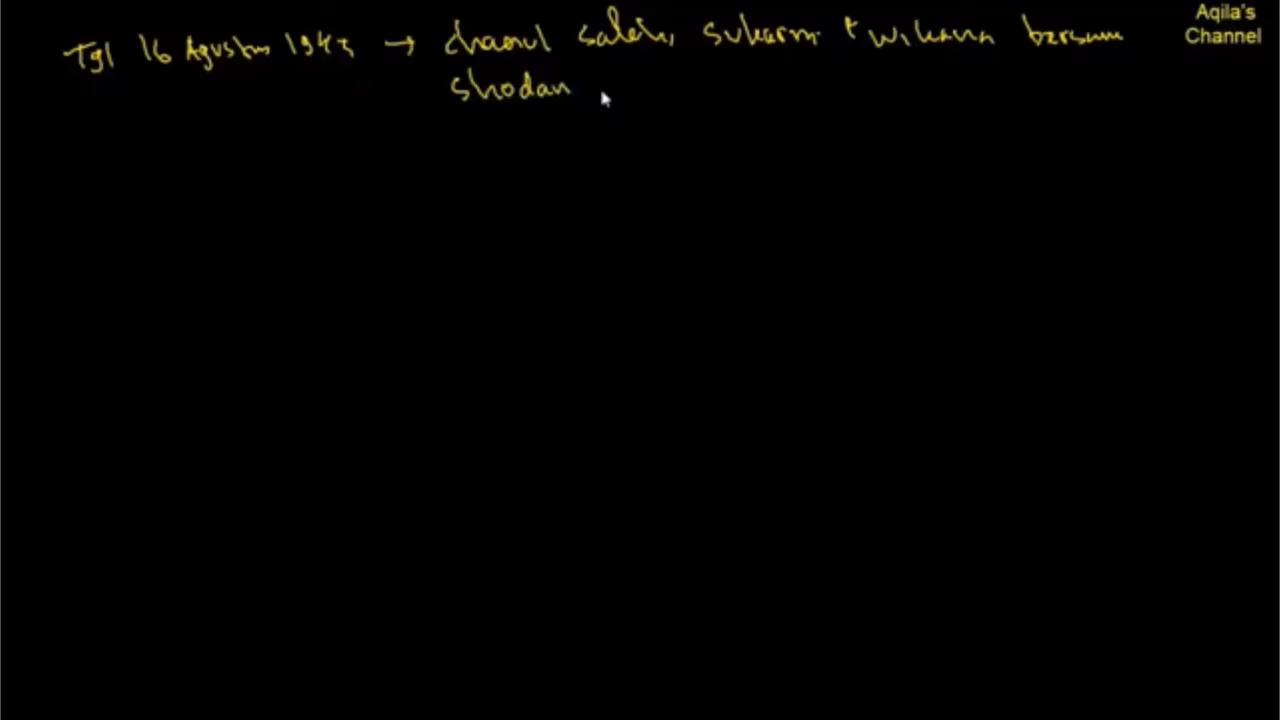 Tgl 16 Agustus 1945 → Chaerul Saleh, Sukarni + Wikana bersama
Shodan
Aqila's
Channel